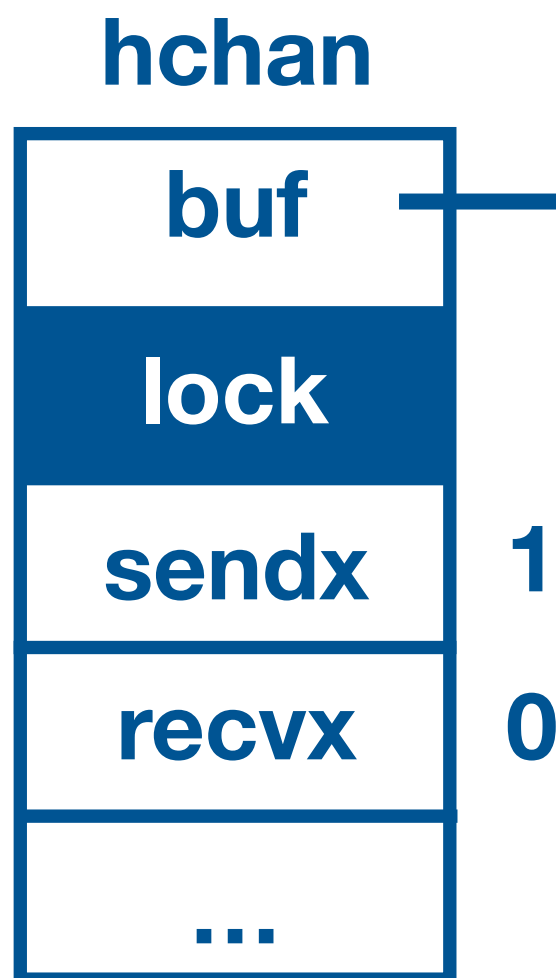 hchan
buf
lock
sendx 1
recvx 0
...